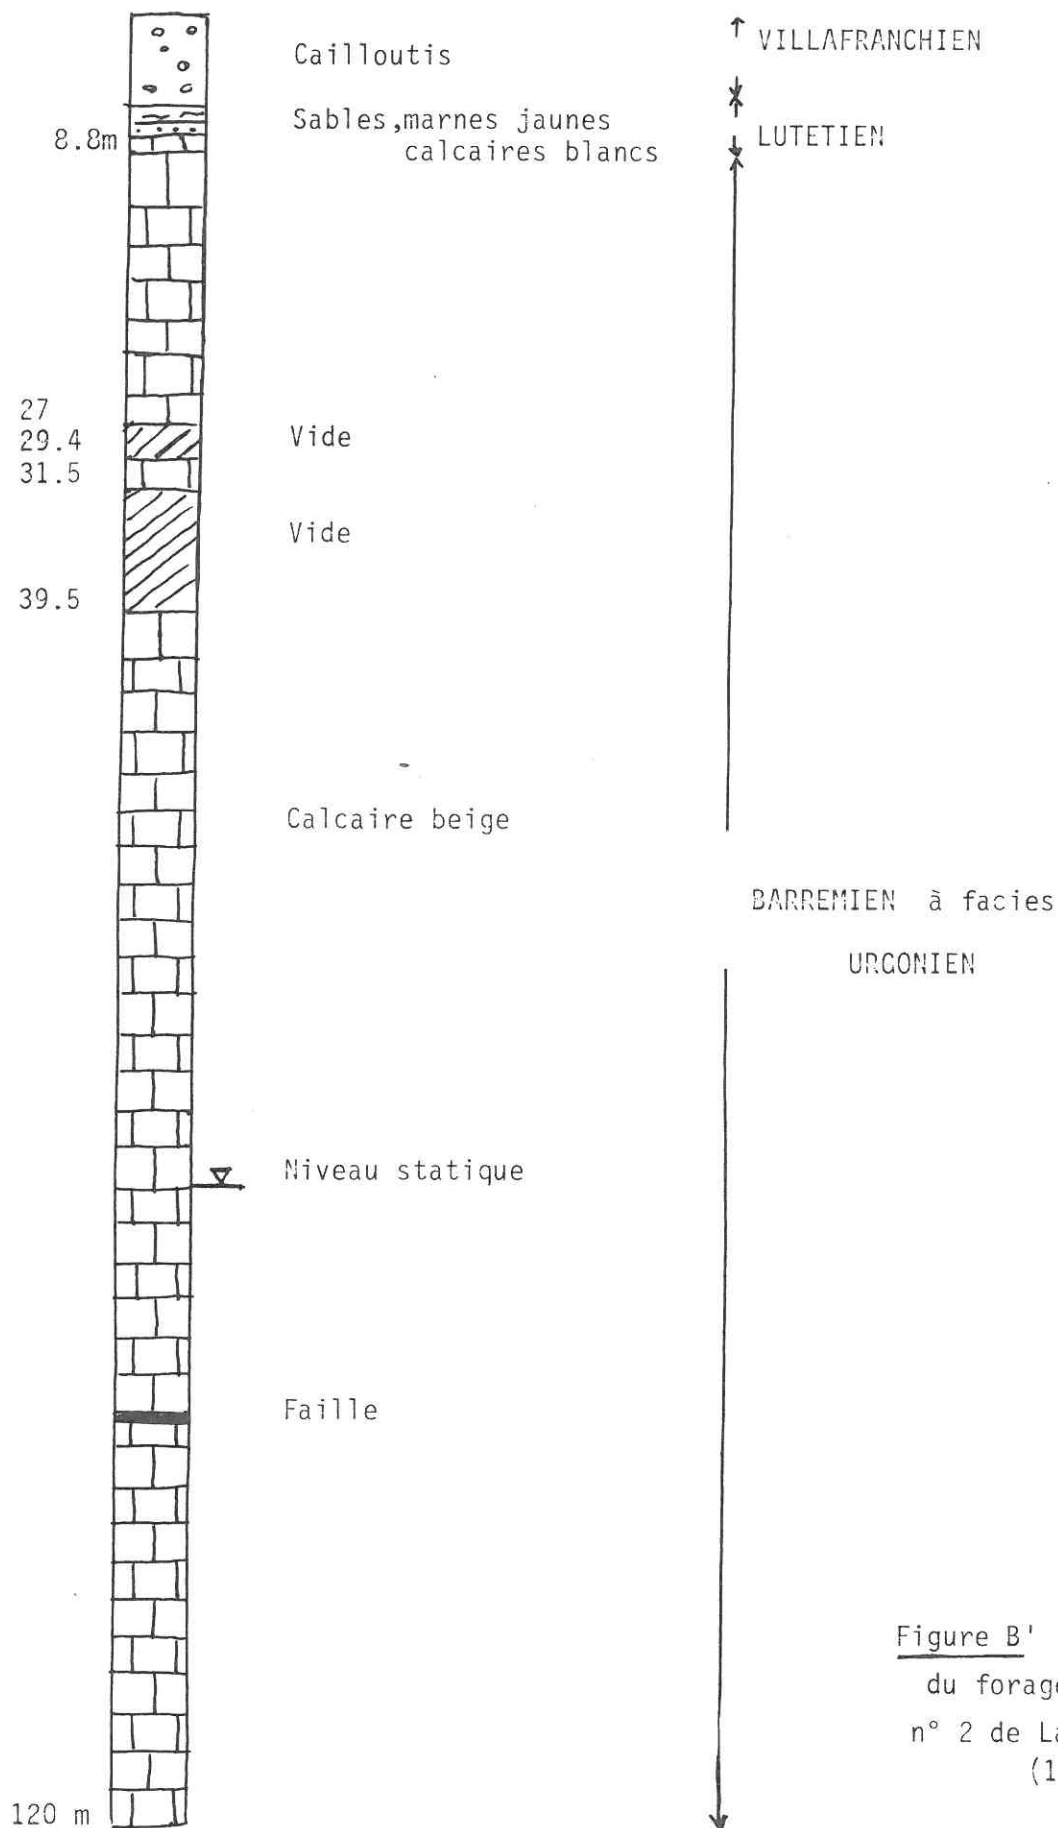 Cailloutis
VILLAFRANCHIEN
Sables,marnes jaunes
calcaires blancs
8.8m
LUTETIEN
27
29.4
Vide
31.5
Vide
39.5
Calcaire beige
BARREMIEN à facies
URGONIEN
Niveau statique
Faille
Figure B'
du forage
n° 2 de La
(1
120 m